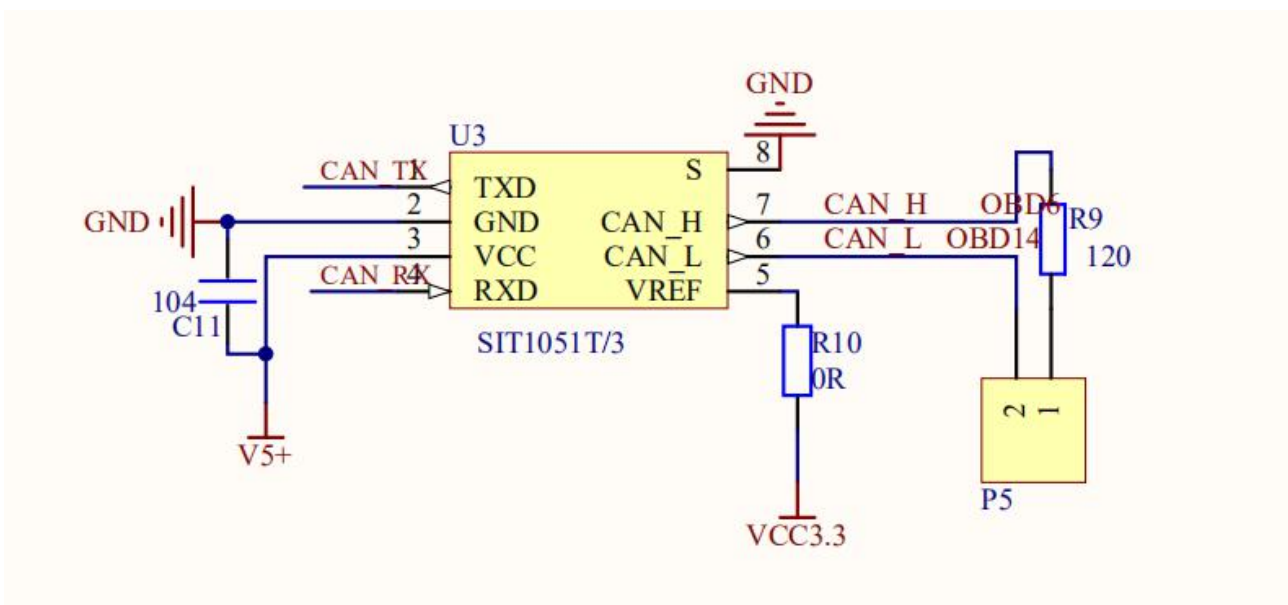 GND
U3
CAN_TX 1 TXD S 8
GND 2 GND CAN_H 7 CAN_H OBD6
3 VCC CAN_L 6 CAN_L OBD14
CAN_RX 4 RXD VREF 5
R9
120
104
C11
SIT1051T/3
R10
0R
V5+
2 1
P5
VCC3.3